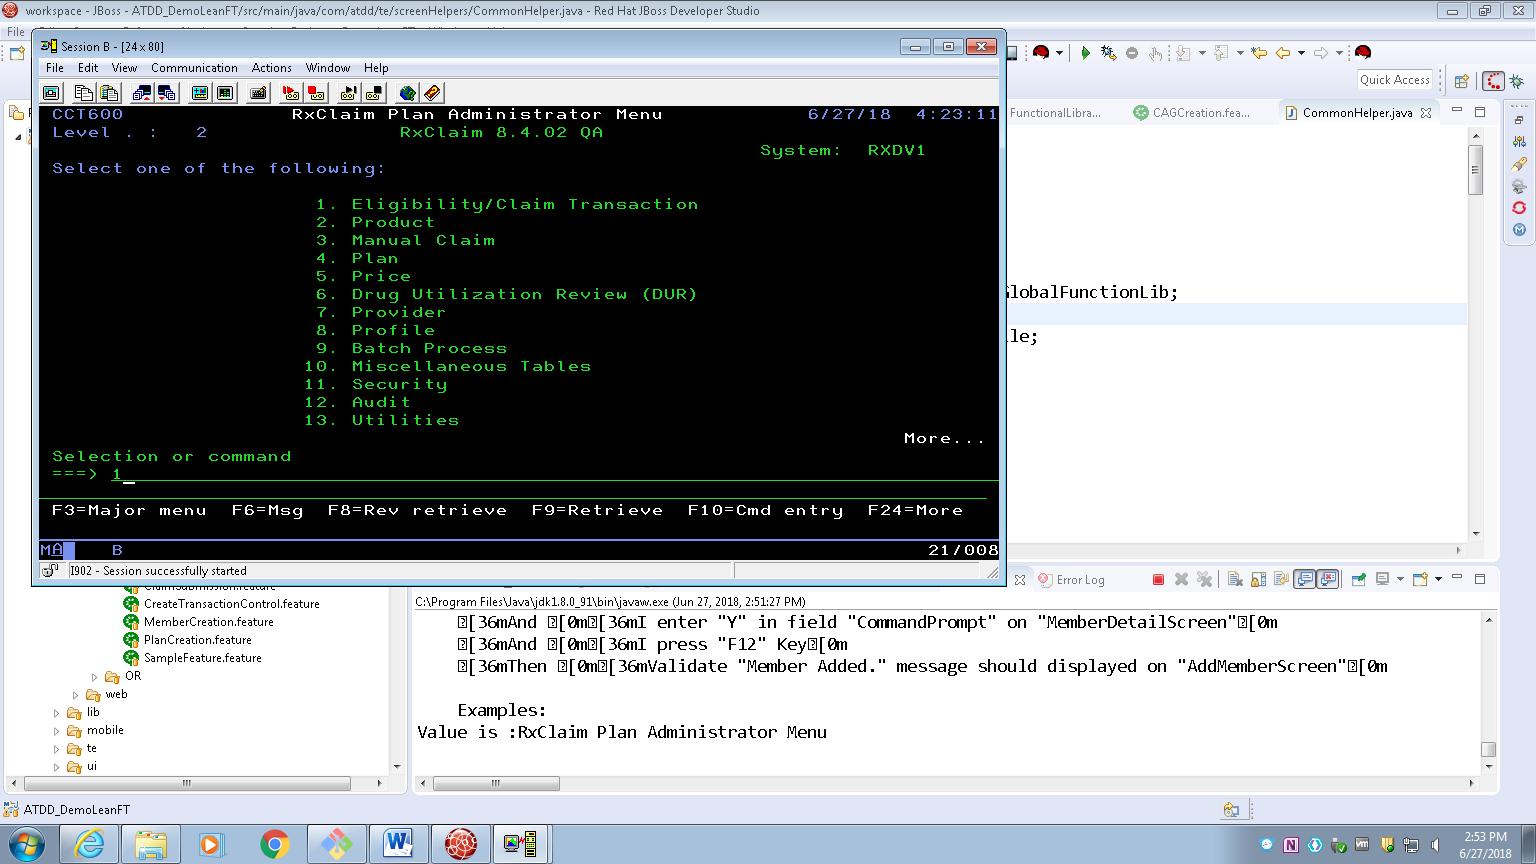 workspace - JBoss - ATDD_DemoLeanFT/src/main/java/com/atdd/te/screenHelpers/CommonHelper.java - Red Hat JBoss Developer Studio
File
Session B - [24 x 80]
File Edit View Communication Actions Window Help
Quick Access
CCT600 RxClaim Plan Administrator Menu 6/27/18 4:23:11
Level . : 2 RxClaim 8.4.02 QA
System: RXDV1
Select one of the following:
1. Eligibility/Claim Transaction
2. Product
3. Manual Claim
4. Plan
5. Price
6. Drug Utilization Review (DUR)
7. Provider
8. Profile
9. Batch Process
10. Miscellaneous Tables
11. Security
12. Audit
13. Utilities
More...
Selection or command
===> 1
F3=Major menu F6=Msg F8=Rev retrieve F9=Retrieve F10=Cmd entry F24=More
MA B 21/008
I902 - Session successfully started
FunctionalLibra... CAGCreation.fea... CommonHelper.java
GlobalFunctionLib;
le;
ClaimSubmission.feature
CreateTransactionControl.feature
MemberCreation.feature
PlanCreation.feature
SampleFeature.feature
OR
web
lib
mobile
te
ui
Error Log
C:\Program Files\Java\jdk1.8.0_91\bin\javaw.exe (Jun 27, 2018, 2:51:27 PM)
[36mAnd [0m[36mI enter "Y" in field "CommandPrompt" on "MemberDetailScreen"[0m
[36mAnd [0m[36mI press "F12" Key[0m
[36mThen [0m[36mValidate "Member Added." message should displayed on "AddMemberScreen"[0m
Examples:
Value is :RxClaim Plan Administrator Menu
ATDD_DemoLeanFT
2:53 PM
6/27/2018